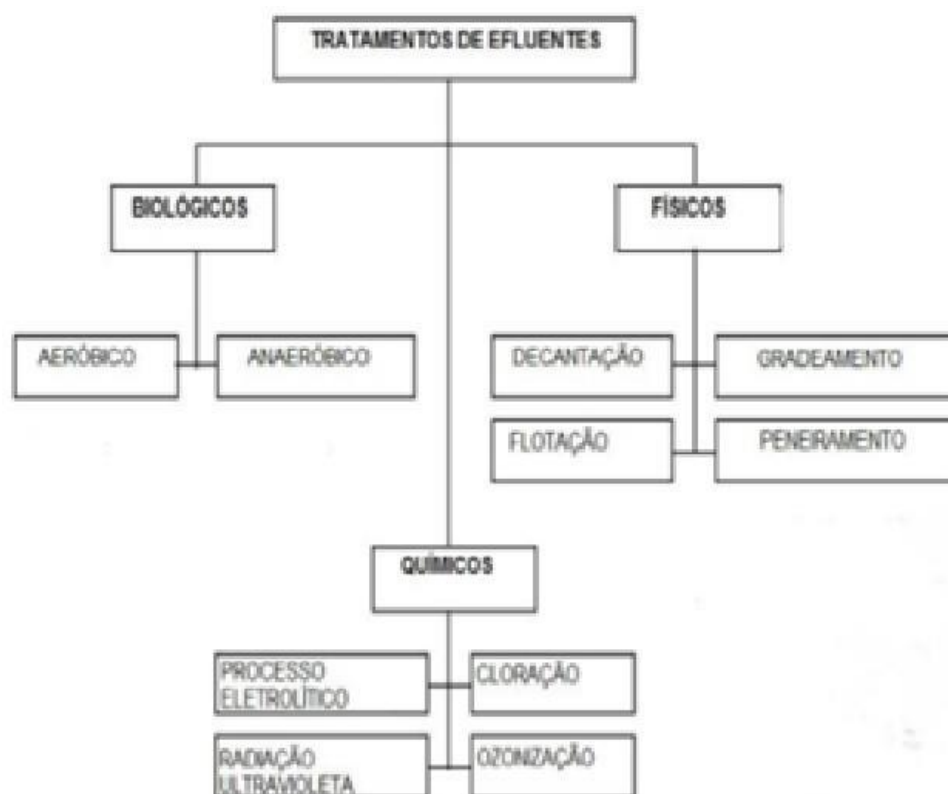 TRATAMENTOS DE EFLUENTES
BIOLÓGICOS
FÍSICOS
AERÓBICO
ANAERÓBICO
DECANTAÇÃO
GRADEAMENTO
FLOTAÇÃO
PENEIRAMENTO
QUÍMICOS
PROCESSO
ELETROLÍTICO
CLORAÇÃO
RADIAÇÃO
ULTRAVIOLETA
OZONIZAÇÃO